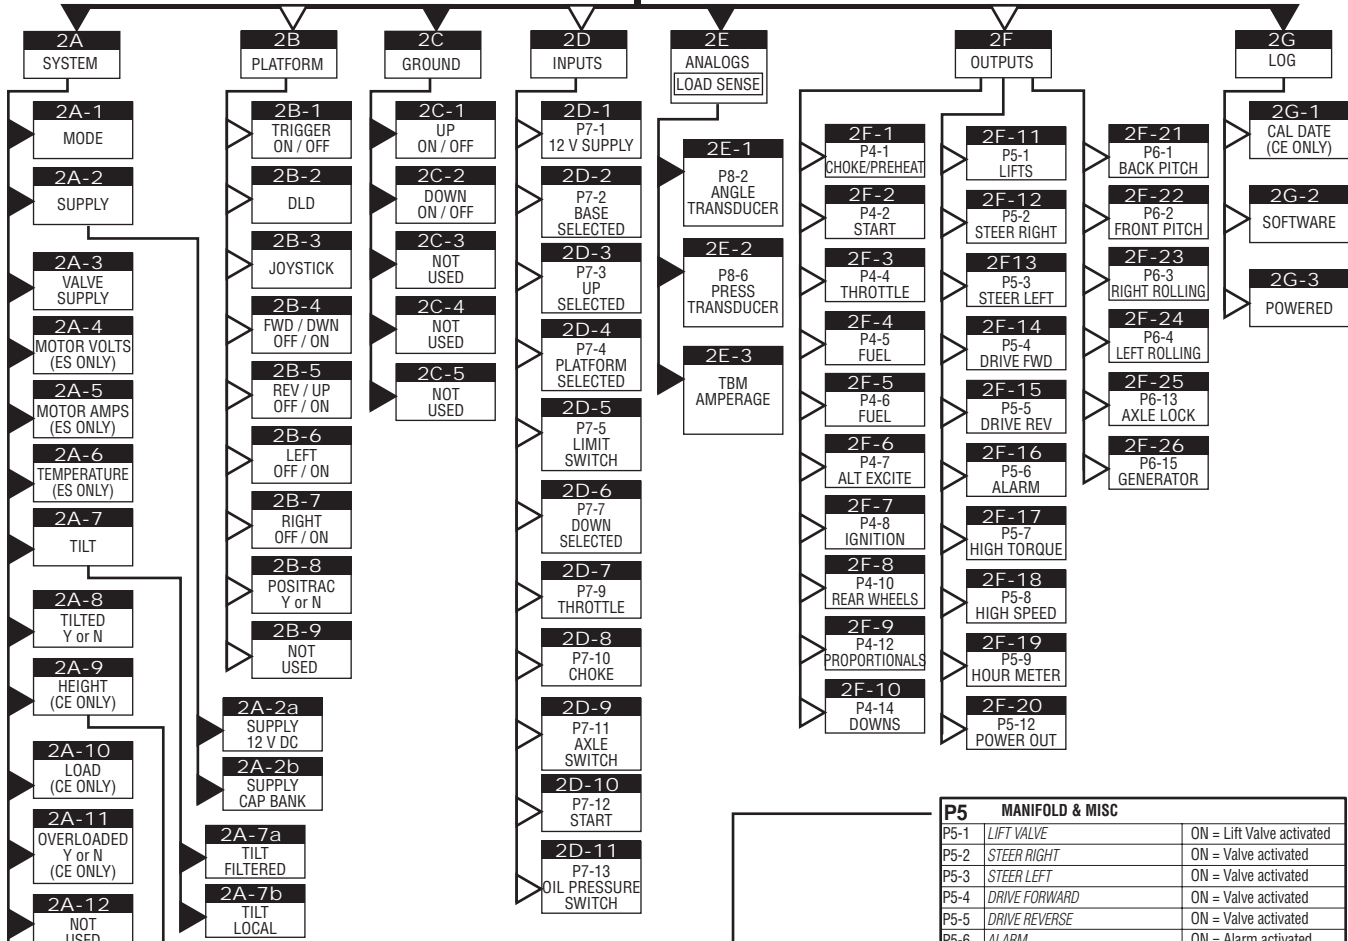 2A
SYSTEM
2A-1
MODE
2A-2
SUPPLY
2A-3
VALVE
SUPPLY
2A-4
MOTOR VOLTS
(ES ONLY)
2A-5
MOTOR AMPS
(ES ONLY)
2A-6
TEMPERATURE
(ES ONLY)
2A-7
TILT
2A-8
TILTED
Y or N
2A-9
HEIGHT
(CE ONLY)
2A-10
LOAD
(CE ONLY)
2A-11
OVERLOADED
Y or N
(CE ONLY)
2A-12
NOT
USED
2A-2a
SUPPLY
12 V DC
2A-2b
SUPPLY
CAP BANK
2A-7a
TILT
FILTERED
2A-7b
TILT
LOCAL
2B
PLATFORM
2B-1
TRIGGER
ON / OFF
2B-2
DLD
2B-3
JOYSTICK
2B-4
FWD / DWN
OFF / ON
2B-5
REV / UP
OFF / ON
2B-6
LEFT
OFF / ON
2B-7
RIGHT
OFF / ON
2B-8
POSITRAC
Y or N
2B-9
NOT
USED
2C
GROUND
2C-1
UP
ON / OFF
2C-2
DOWN
ON / OFF
2C-3
NOT
USED
2C-4
NOT
USED
2C-5
NOT
USED
2D
INPUTS
2D-1
P7-1
12 V SUPPLY
2D-2
P7-2
BASE
SELECTED
2D-3
P7-3
UP
SELECTED
2D-4
P7-4
PLATFORM
SELECTED
2D-5
P7-5
LIMIT
SWITCH
2D-6
P7-7
DOWN
SELECTED
2D-7
P7-9
THROTTLE
2D-8
P7-10
CHOKE
2D-9
P7-11
AXLE
SWITCH
2D-10
P7-12
START
2D-11
P7-13
OIL PRESSURE
SWITCH
2E
ANALOGS
LOAD SENSE
2E-1
P8-2
ANGLE
TRANSDUCER
2E-2
P8-6
PRESS
TRANSDUCER
2E-3
TBM
AMPERAGE
2F
OUTPUTS
2F-1
P4-1
CHOKE/PREHEAT
2F-2
P4-2
START
2F-3
P4-4
THROTTLE
2F-4
P4-5
FUEL
2F-5
P4-6
FUEL
2F-6
P4-7
ALT EXCITE
2F-7
P4-8
IGNITION
2F-8
P4-10
REAR WHEELS
2F-9
P4-12
PROPORTIONALS
2F-10
P4-14
DOWNS
2F-11
P5-1
LIFTS
2F-12
P5-2
STEER RIGHT
2F13
P5-3
STEER LEFT
2F-14
P5-4
DRIVE FWD
2F-15
P5-5
DRIVE REV
2F-16
P5-6
ALARM
2F-17
P5-7
HIGH TORQUE
2F-18
P5-8
HIGH SPEED
2F-19
P5-9
HOUR METER
2F-20
P5-12
POWER OUT
2F-21
P6-1
BACK PITCH
2F-22
P6-2
FRONT PITCH
2F-23
P6-3
RIGHT ROLLING
2F-24
P6-4
LEFT ROLLING
2F-25
P6-13
AXLE LOCK
2F-26
P6-15
GENERATOR
2G
LOG
2G-1
CAL DATE
(CE ONLY)
2G-2
SOFTWARE
2G-3
POWERED
P5 MANIFOLD & MISC
P5-1 LIFT VALVE ON = Lift Valve activated
P5-2 STEER RIGHT ON = Valve activated
P5-3 STEER LEFT ON = Valve activated
P5-4 DRIVE FORWARD ON = Valve activated
P5-5 DRIVE REVERSE ON = Valve activated
P5-6 ALARM ON = Alarm activated